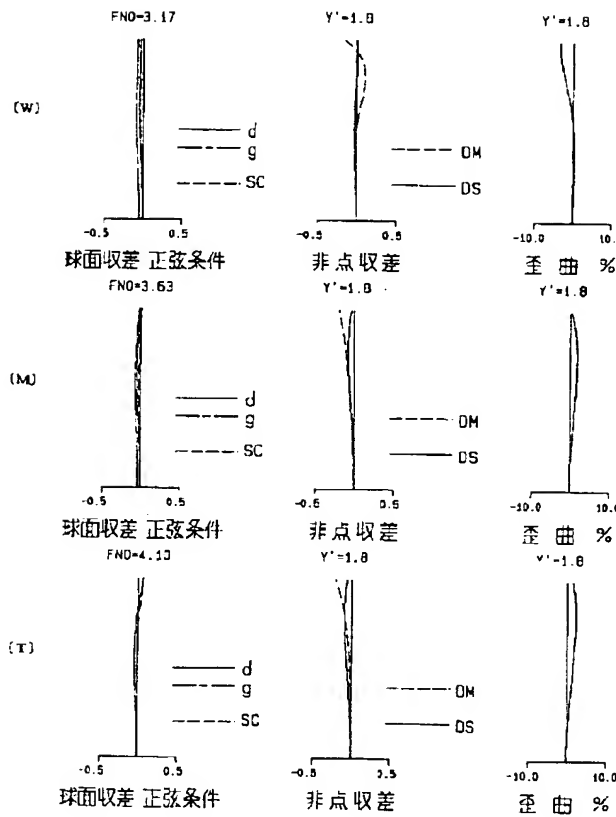 FNO=3.17 Y'=1.8 Y'=1.8
(W)
d
g
SC
DM
DS
-0.5 0.5 0.5 -10.0 10.
球面収差 正弦条件 非点収差 歪曲 %
FNO=3.63 Y'=1.8 Y'=1.8
(M)
d
g
SC
DM
DS
-0.5 0.5 -0.5 0.5 -10.0 10.0
球面収差 正弦条件 非点収差 歪曲 %
FNO=4.10 Y'=1.8 Y'=1.8
(T)
d
g
SC
DM
DS
-0.5 0.5 -0.5 -10.0 10.0
球面収差 正弦条件 非点収差 歪曲 %